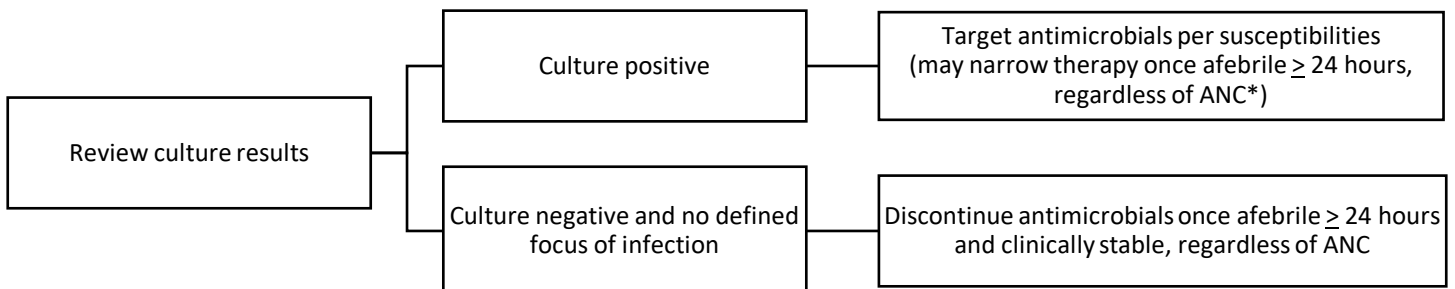 Review culture results
Culture positive
Target antimicrobials per susceptibilities
(may narrow therapy once afebrile ≥ 24 hours,
regardless of ANC*)
Culture negative and no defined
focus of infection
Discontinue antimicrobials once afebrile ≥ 24 hours
and clinically stable, regardless of ANC